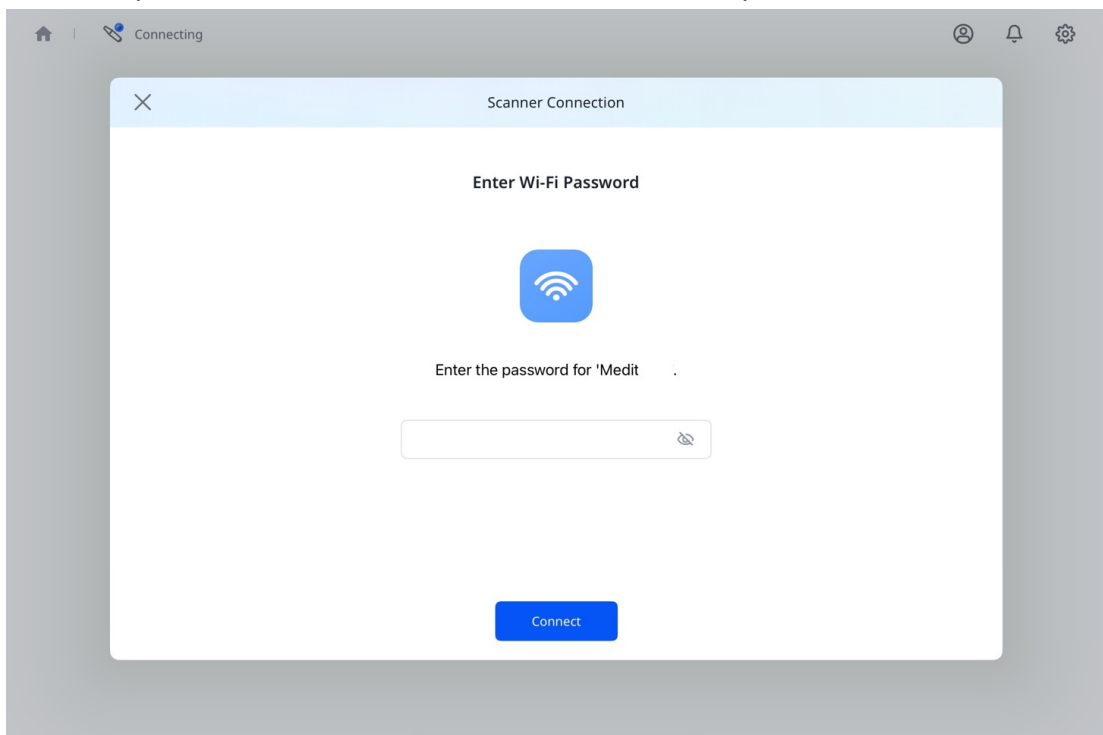 Connecting
Scanner Connection
Enter Wi-Fi Password
Enter the password for 'Medit .
Connect